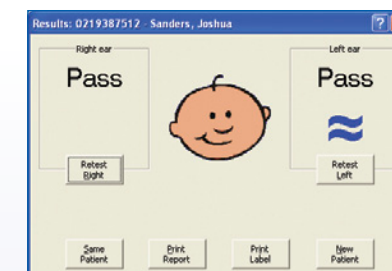 Results: 0219387512 - Sanders, Joshua
Right ear
Left ear
Pass
Pass
Retest Right
Retest Left
Same Patient
Print Report
Print Label
New Patient